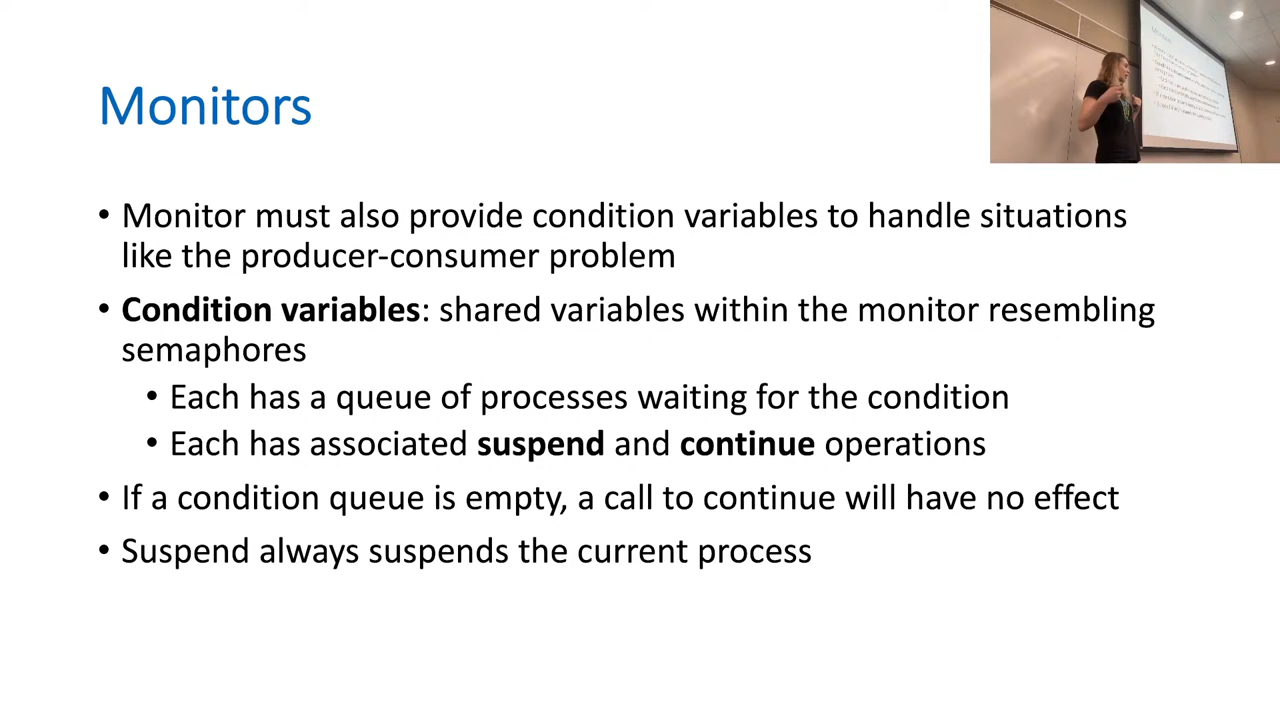 Monitors
• Monitor must also provide condition variables to handle situations
like the producer-consumer problem
• Condition variables: shared variables within the monitor resembling
semaphores
• Each has a queue of processes waiting for the condition
• Each has associated suspend and continue operations
• If a condition queue is empty, a call to continue will have no effect
• Suspend always suspends the current process